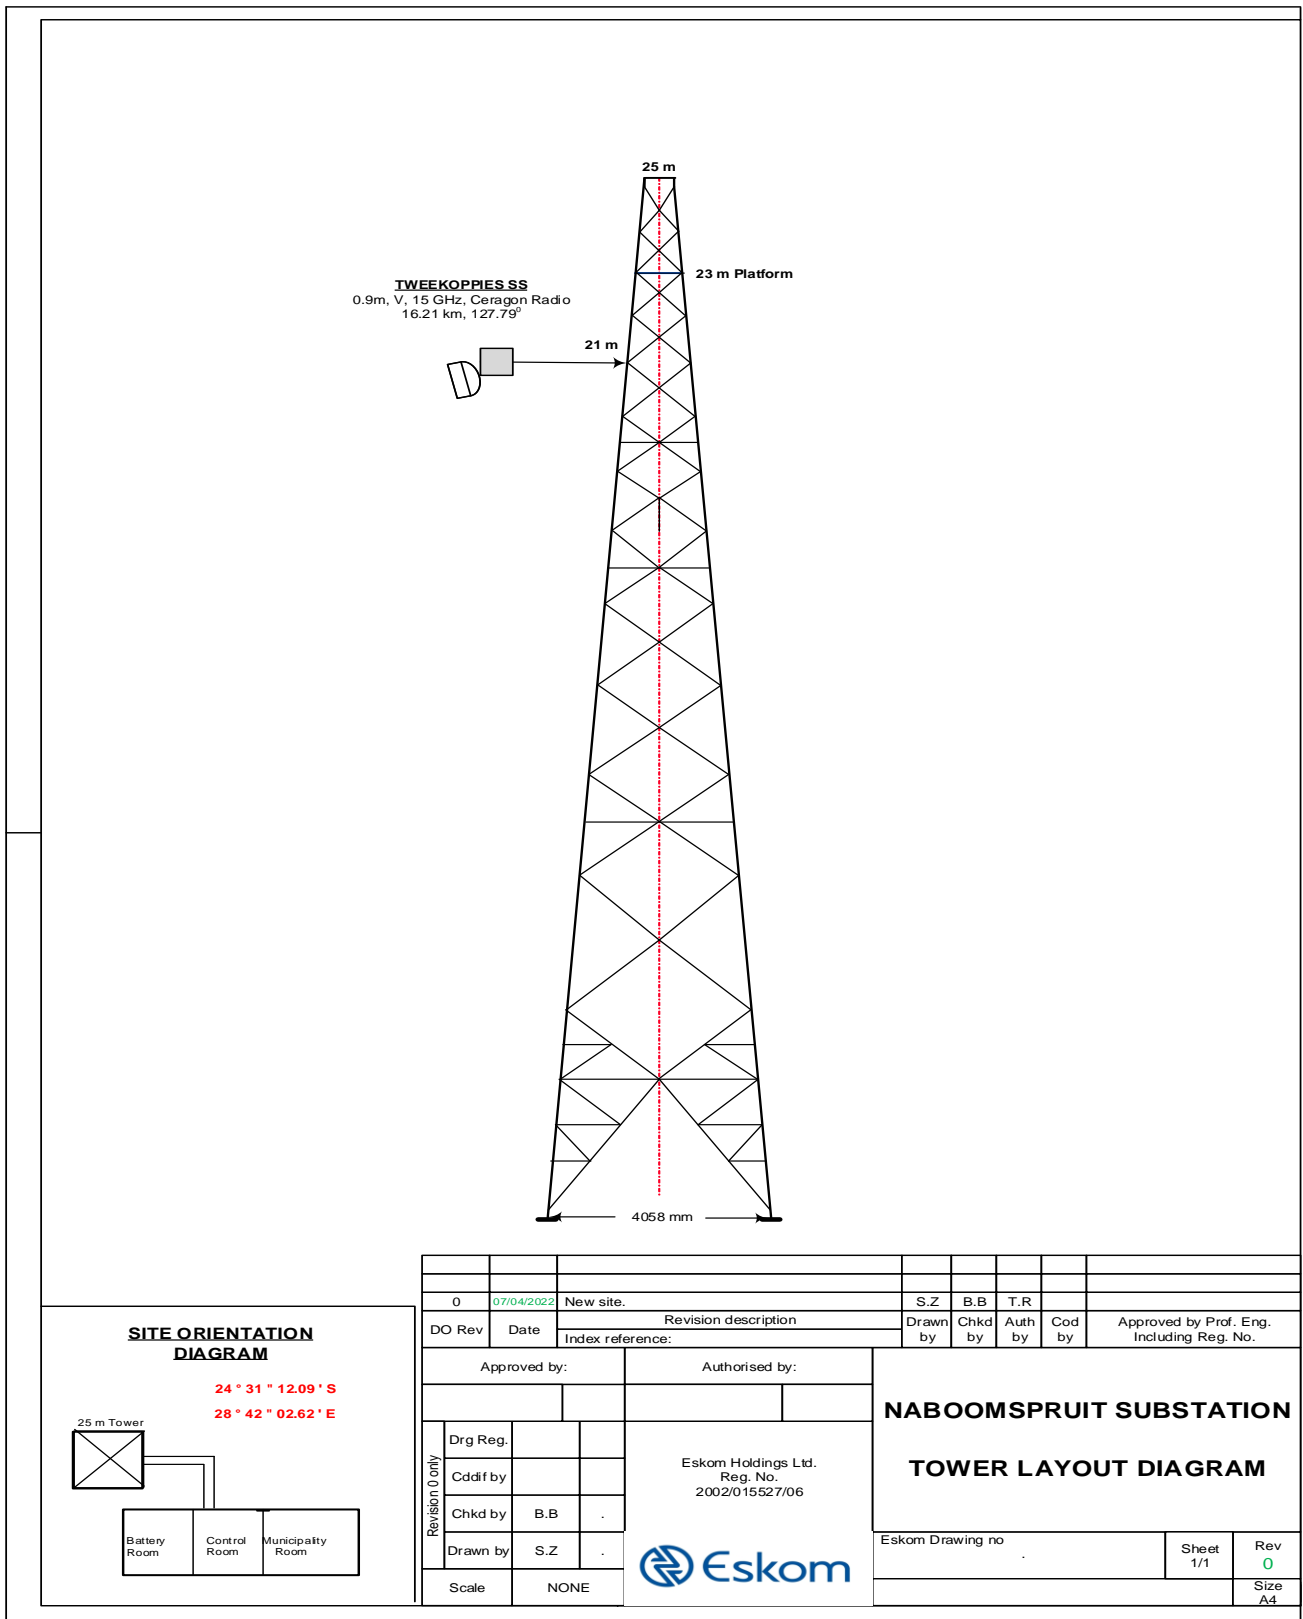 25 m
23 m Platform
TWEEKOPPIES SS
0.9m, V, 15 GHz, Ceragon Radio
16.21 km, 127.79°
21 m
4058 mm
0 07/04/2022 New site. S.Z B.B T.R
DO Rev Date Revision description Drawn by Chkd by Auth by Cod by Approved by Prof. Eng. Including Reg. No.
Index reference:
SITE ORIENTATION
DIAGRAM
24 ° 31 " 12.09 ' S
28 ° 42 " 02.62 ' E
25 m Tower
Battery Room
Control Room
Municipality Room
Approved by:
Authorised by:
Revision 0 only
Drg Reg.
Cddif by
Chkd by B.B .
Drawn by S.Z .
Scale NONE
Eskom Holdings Ltd.
Reg. No.
2002/015527/06
Eskom
NABOOMSPRUIT SUBSTATION
TOWER LAYOUT DIAGRAM
Eskom Drawing no
.
Sheet
1/1
Rev
0
Size
A4